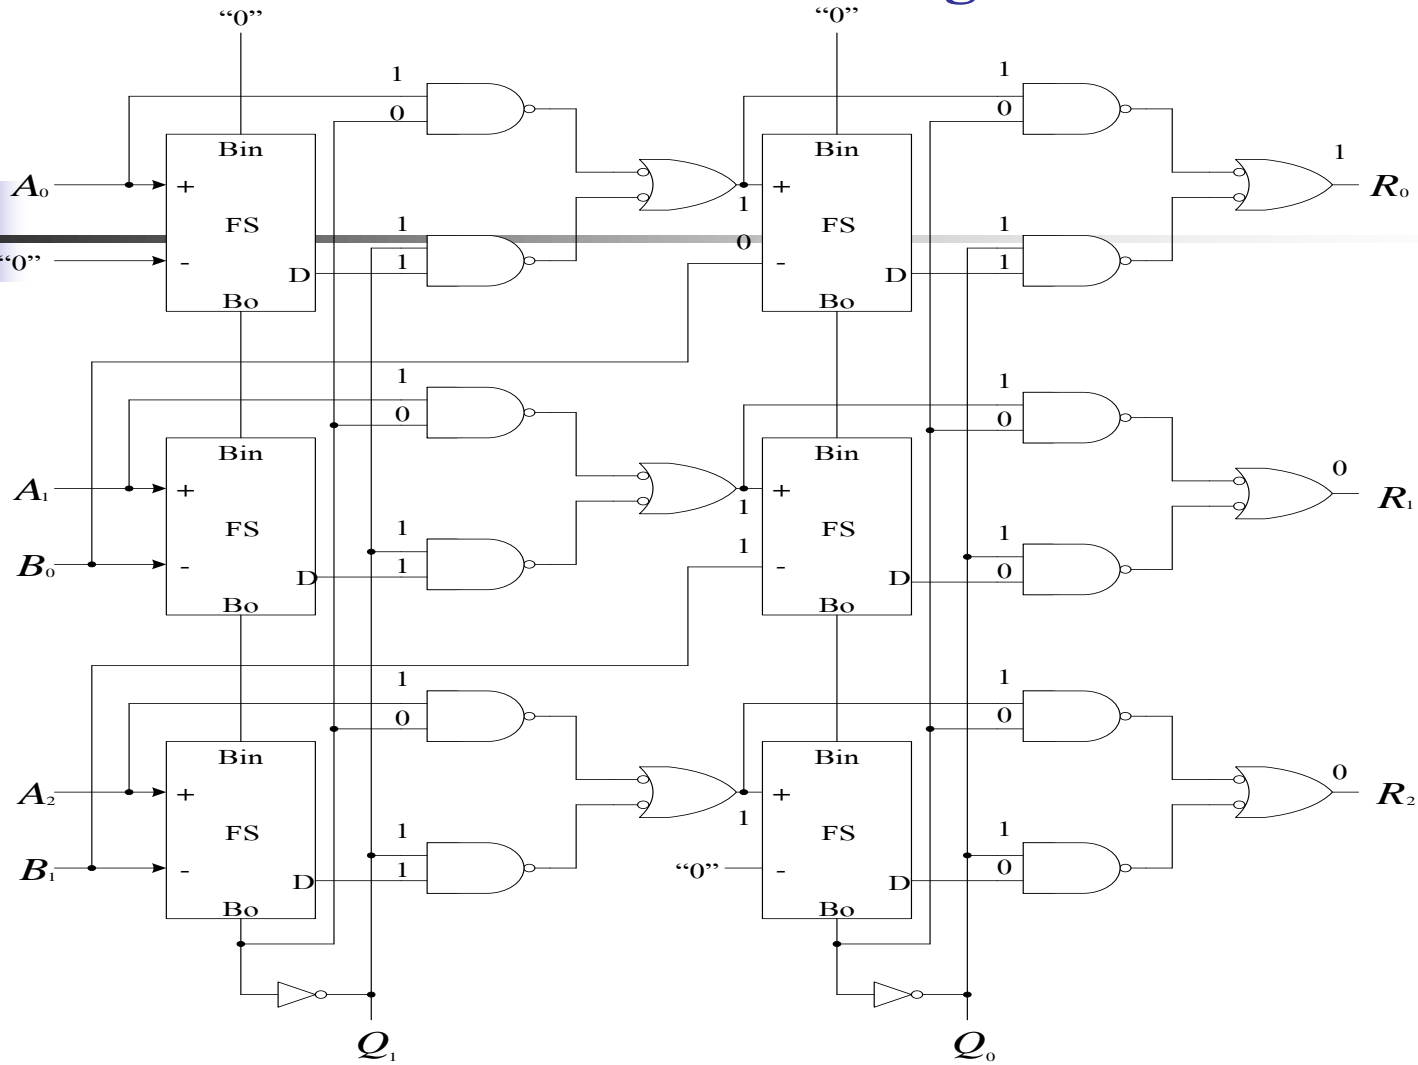 "0" "0"
1 1
0 0
Bin Bin
1
A₀ + + R₀
1
FS 1 FS 1
0
"0" - 1 - 1
D D
Bo Bo
1 1
0 0
Bin Bin
0
A₁ + + R₁
1
FS 1 FS 1
1
B₀ - 1 - 0
D D
Bo Bo
1 1
0 0
Bin Bin
0
A₂ + + R₂
1
FS 1 FS 1
B₁ - 1 "0" - 0
D D
Bo Bo
Q₁ Q₀